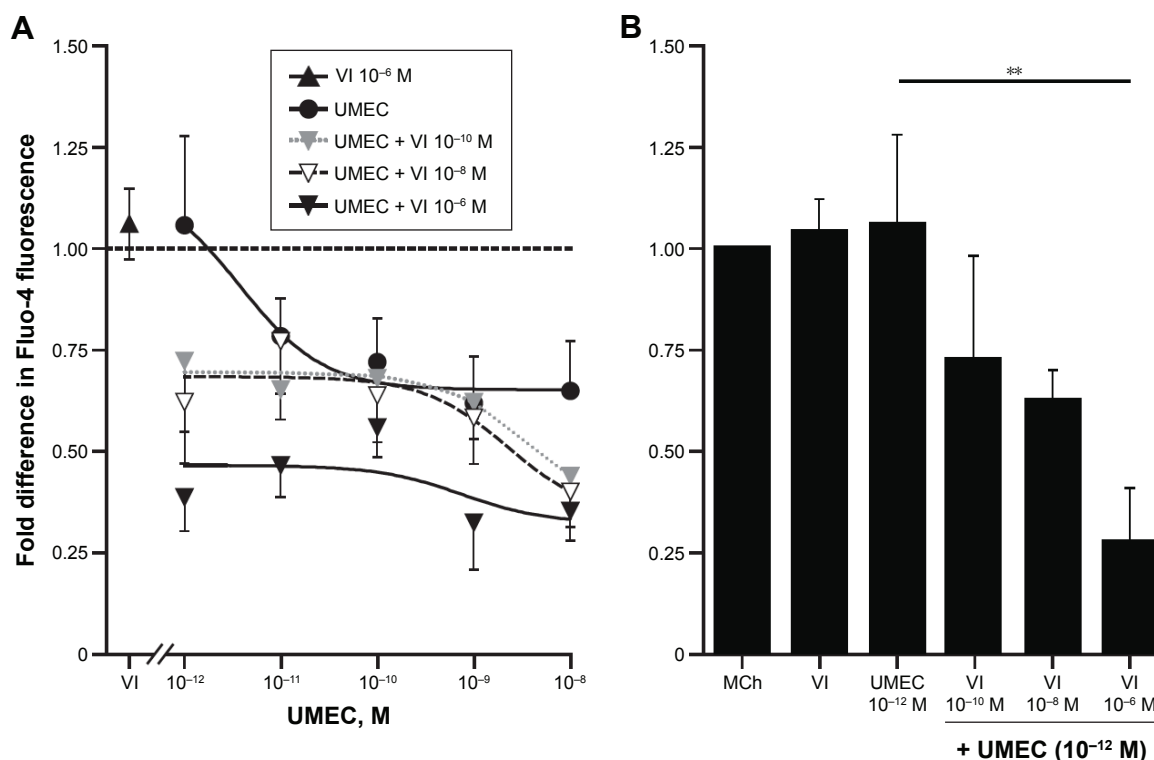 A
Fold difference in Fluo-4 fluorescence
1.50
1.25
1.00
0.75
0.50
0.25
0
VI 10⁻⁶ M
UMEC
UMEC + VI 10⁻¹⁰ M
UMEC + VI 10⁻⁸ M
UMEC + VI 10⁻⁶ M
VI
10⁻¹²
10⁻¹¹
10⁻¹⁰
10⁻⁹
10⁻⁸
UMEC, M
B
1.50
1.25
1.00
0.75
0.50
0.25
0
**
MCh
VI
UMEC
10⁻¹² M
VI
10⁻¹⁰ M
VI
10⁻⁸ M
VI
10⁻⁶ M
+ UMEC (10⁻¹² M)